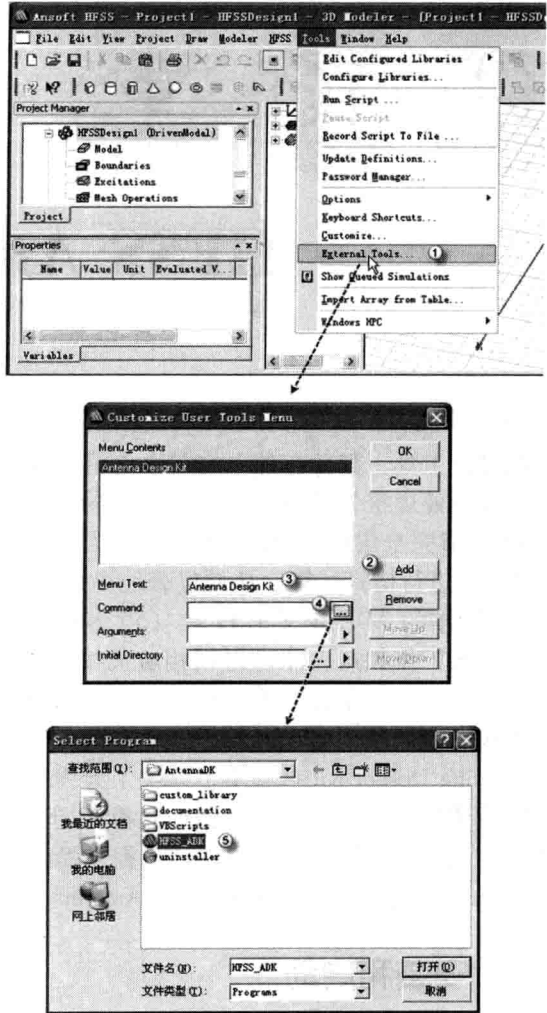 Ansoft HFSS - Project1 - HFSSDesign1 - 3D Modeler - [Project1 - HFSSD
File Edit View Project Draw Modeler HFSS Tools Window Help
Project Manager
HFSSDesign1 (DrivenModal)
Model
Boundaries
Excitations
Mesh Operations
Project
Properties
Name Value Unit Evaluated V...
Variables
Edit Configured Libraries
Configure Libraries...
Run Script ...
Pause Script
Record Script To File ...
Update Definitions...
Password Manager...
Options
Keyboard Shortcuts...
Customize...
External Tools... ①
Show Queued Simulations
Import Array from Table...
Windows HPC
Customize User Tools Menu
Menu Contents
Antenna Design Kit
OK
Cancel
② Add
Menu Text: Antenna Design Kit ③
Remove
Command: ④ ...
Move Up
Arguments:
Initial Directory: ...
Move Down
Select Program
查找范围(I): AntennaDK
我最近的文档
我的电脑
网上邻居
custom_library
documentation
VBScripts
HFSS_ADK ⑤
uninstaller
文件名(N): HFSS_ADK 打开(O)
文件类型(T): Programs 取消